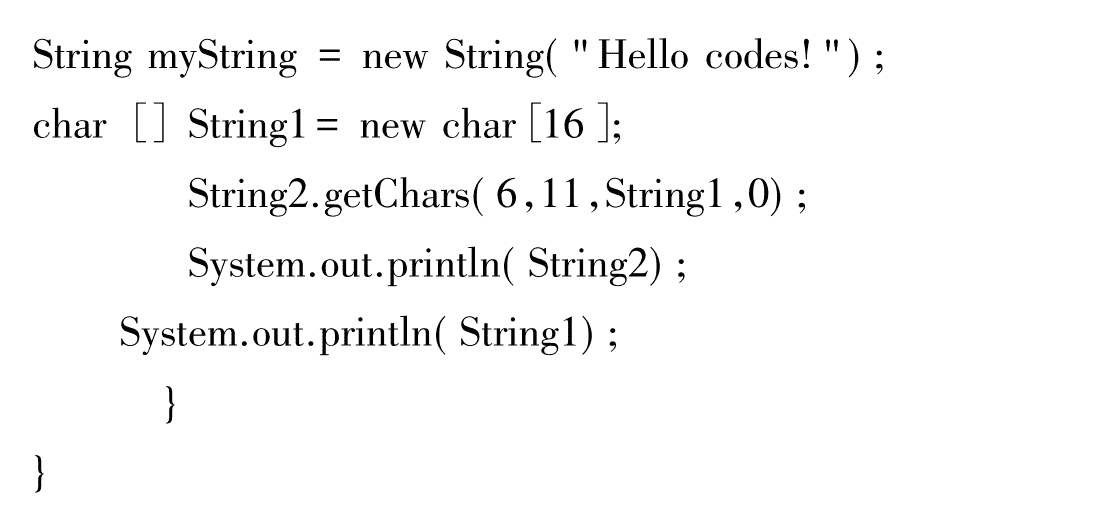 String myString = new String("Hello codes!");
char [] String1= new char[16 ];
String2.getChars( 6,11,String1,0);
System.out.println( String2);
System.out.println( String1);
}
}